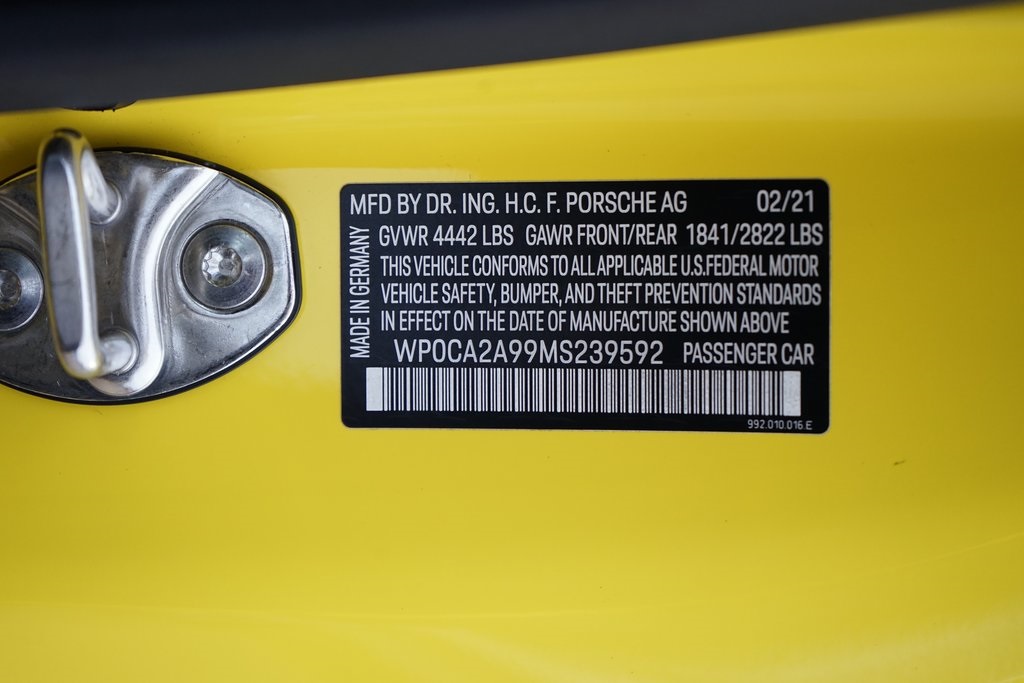 MFD BY DR. ING. H.C. F. PORSCHE AG 02/21
GVWR 4442 LBS GAWR FRONT/REAR 1841/2822 LBS
THIS VEHICLE CONFORMS TO ALL APPLICABLE U.S.FEDERAL MOTOR
VEHICLE SAFETY, BUMPER, AND THEFT PREVENTION STANDARDS
IN EFFECT ON THE DATE OF MANUFACTURE SHOWN ABOVE
WP0CA2A99MS239592 PASSENGER CAR
992.010.016 E
MADE IN GERMANY